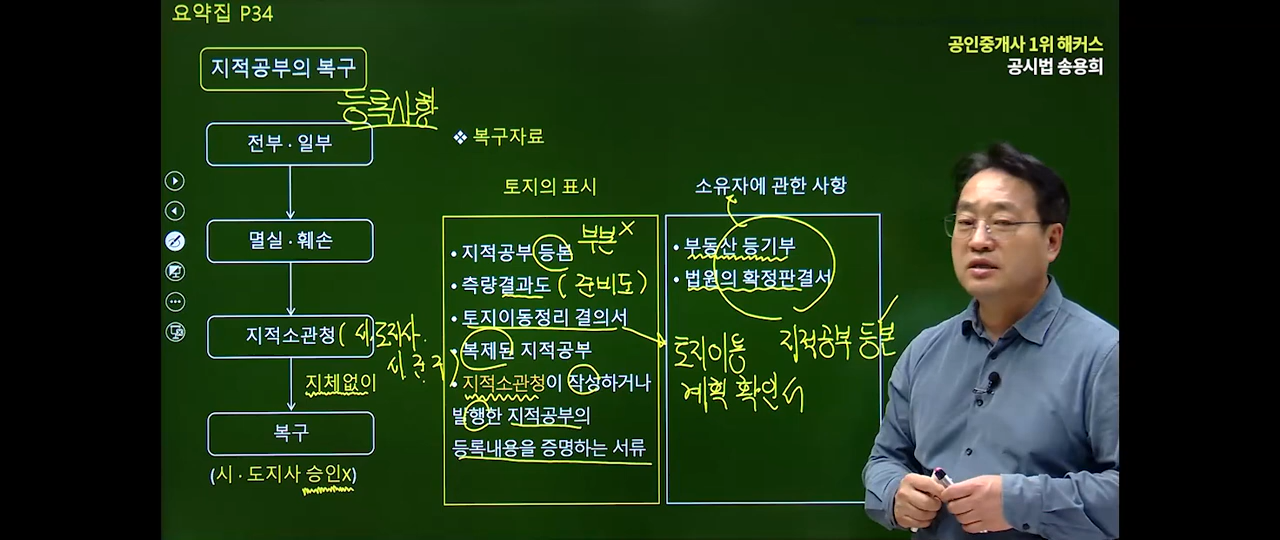 요약집 P34
공인중개사 1위 해커스
공시법 송용희
지적공부의 복구
등록사항
전부 · 일부
❖ 복구자료
멸실 · 훼손
지적소관청 ( 시.도지사.
시. 군. 구 )
지체없이
복구
(시 · 도지사 승인X)
토지의 표시
부본 X
• 지적공부 등본
• 측량결과도 ( 준비도 )
• 토지이동정리 결의서
• 복제된 지적공부
• 지적소관청이 작성하거나
발행한 지적공부의
등록내용을 증명하는 서류
소유자에 관한 사항
• 부동산 등기부
• 법원의 확정판결서
토지이동
계획 확인서
지적공부 등본